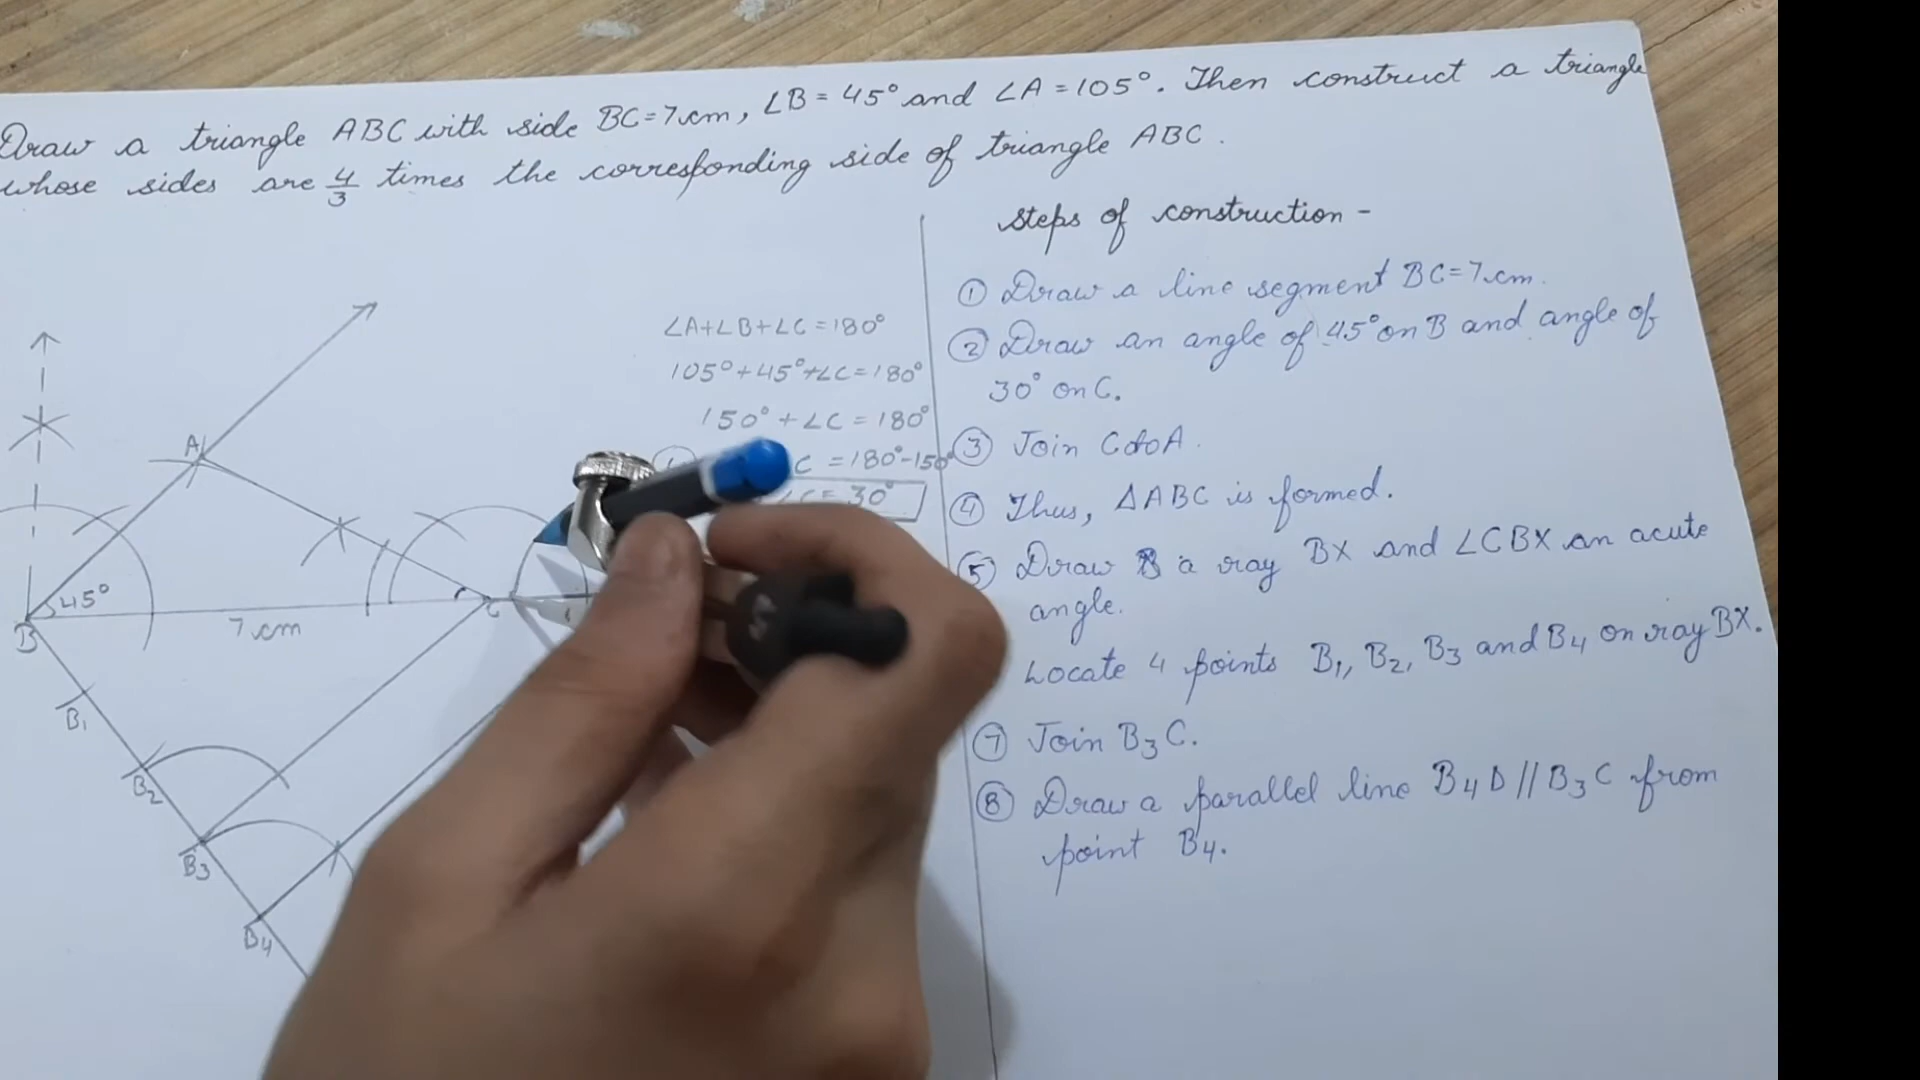 Draw a triangle ABC with side BC=7cm, ∠B = 45° and ∠A = 105°. Then construct a triangle
whose sides are 4/3 times the corresponding side of triangle ABC.
∠A+∠B+∠C = 180°
105°+45°+∠C = 180°
150° + ∠C = 180°
C = 180°-150°
∠C = 30°
A
45°
B
7cm
C
B1
B2
B3
B4
steps of construction -
① Draw a line segment BC=7cm.
② Draw an angle of 45° on B and angle of
30° on C.
③ Join C to A.
④ Thus, ΔABC is formed.
⑤ Draw a ray BX and ∠CBX an acute
angle.
Locate 4 points B1, B2, B3 and B4 on ray BX.
⑦ Join B3C.
⑧ Draw a parallel line B4D//B3C from
point B4.